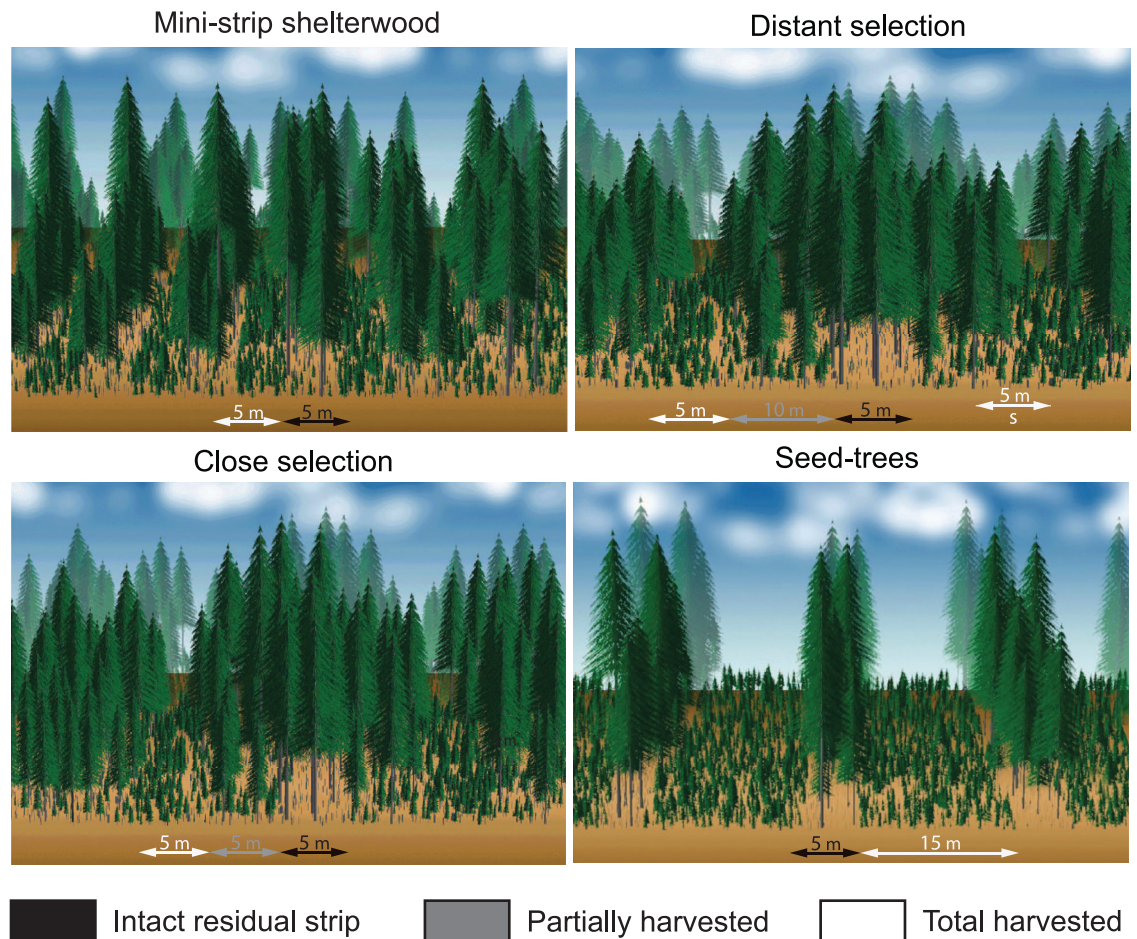 Mini-strip shelterwood
Distant selection
5 m 5 m
5 m 10 m 5 m 5 m
s
Close selection
Seed-trees
m
5 m 5 m 5 m
5 m 15 m
Intact residual strip Partially harvested Total harvested